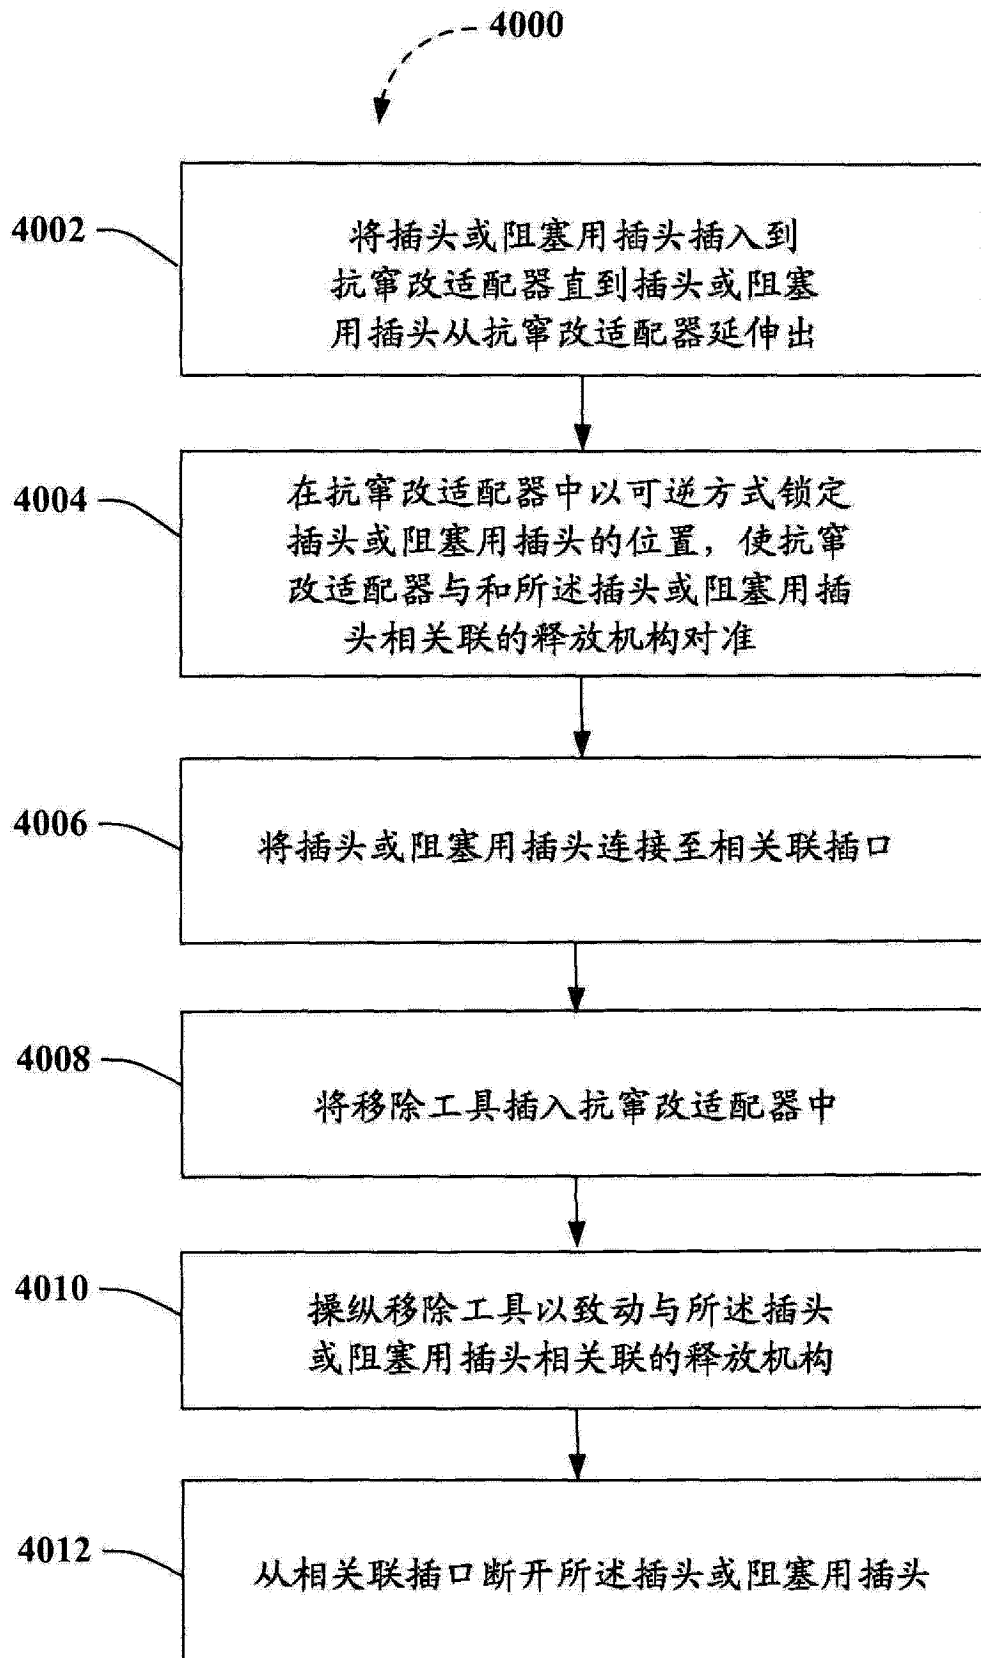 4000
4002
将插头或阻塞用插头插入到
抗窜改适配器直到插头或阻塞
用插头从抗窜改适配器延伸出
4004
在抗窜改适配器中以可逆方式锁定
插头或阻塞用插头的位置，使抗窜
改适配器与和所述插头或阻塞用插
头相关联的释放机构对准
4006
将插头或阻塞用插头连接至相关联插口
4008
将移除工具插入抗窜改适配器中
4010
操纵移除工具以致动与所述插头
或阻塞用插头相关联的释放机构
4012
从相关联插口断开所述插头或阻塞用插头